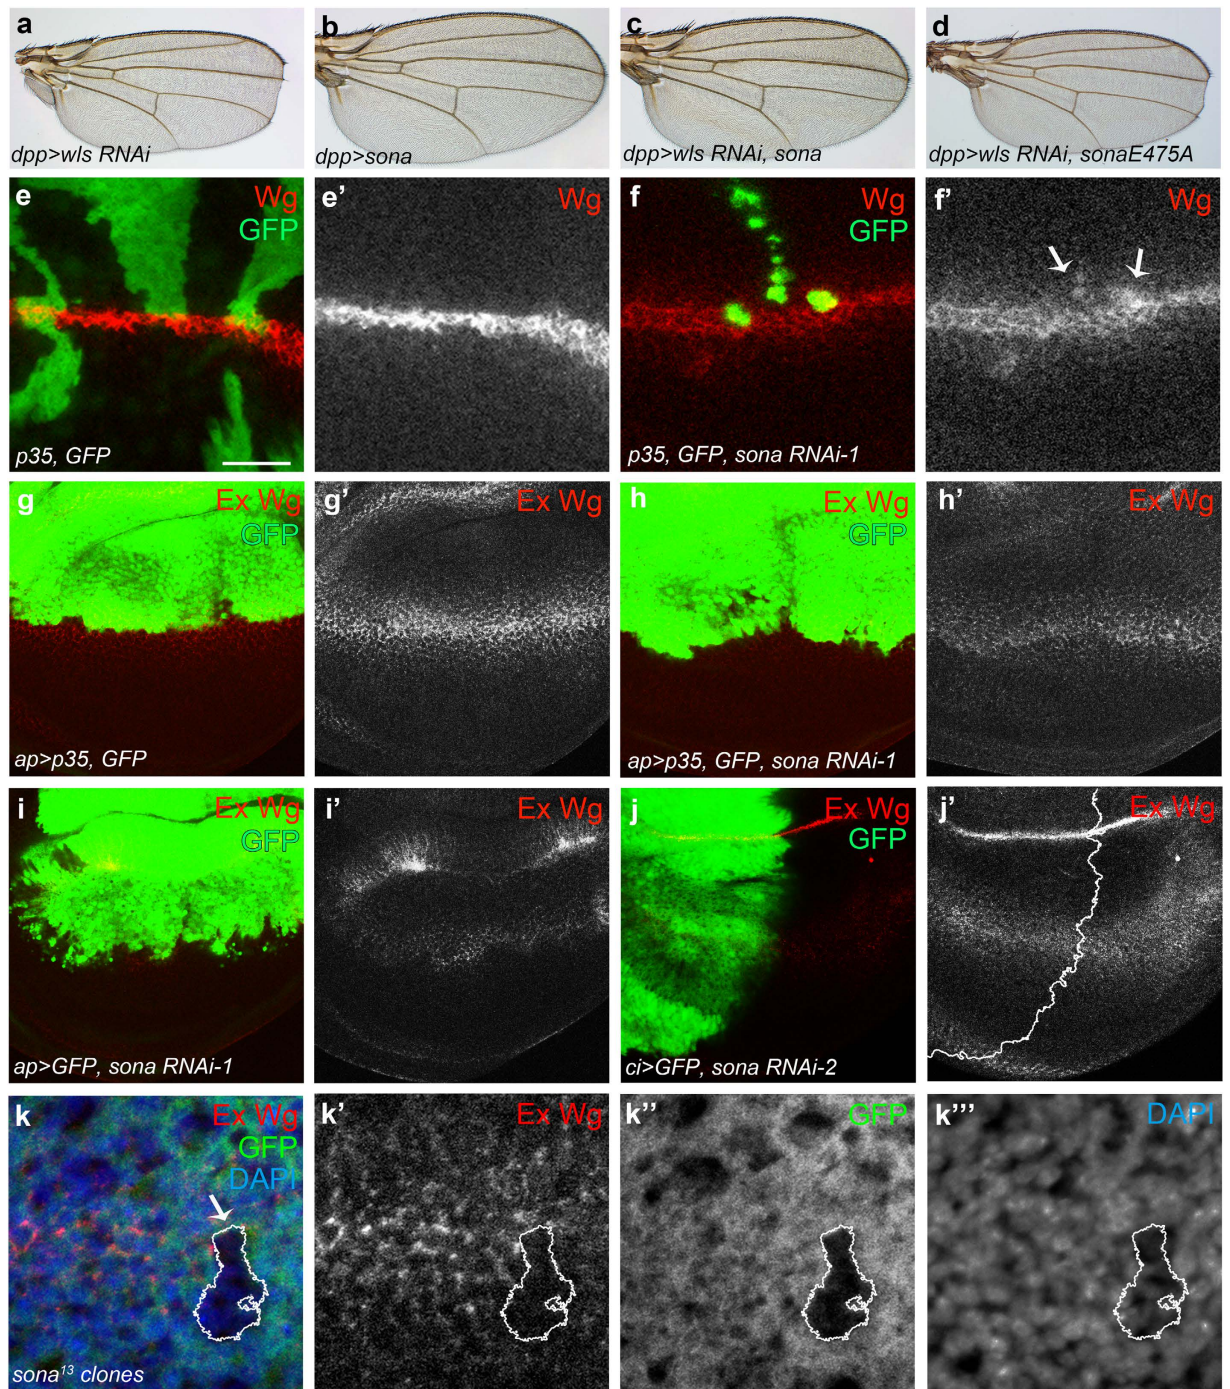 a
dpp>wls RNAi
b
dpp>sona
c
dpp>wls RNAi, sona
d
dpp>wls RNAi, sonaE475A
e
Wg
GFP
p35, GFP
e’
Wg
f
Wg
GFP
p35, GFP, sona RNAi-1
f’
Wg
g
Ex Wg
GFP
ap>p35, GFP
g’
Ex Wg
h
Ex Wg
GFP
ap>p35, GFP, sona RNAi-1
h’
Ex Wg
i
Ex Wg
GFP
ap>GFP, sona RNAi-1
i’
Ex Wg
j
Ex Wg
GFP
ci>GFP, sona RNAi-2
j’
Ex Wg
k
Ex Wg
GFP
DAPI
sona¹³ clones
k’
Ex Wg
k’’
GFP
k’’’
DAPI